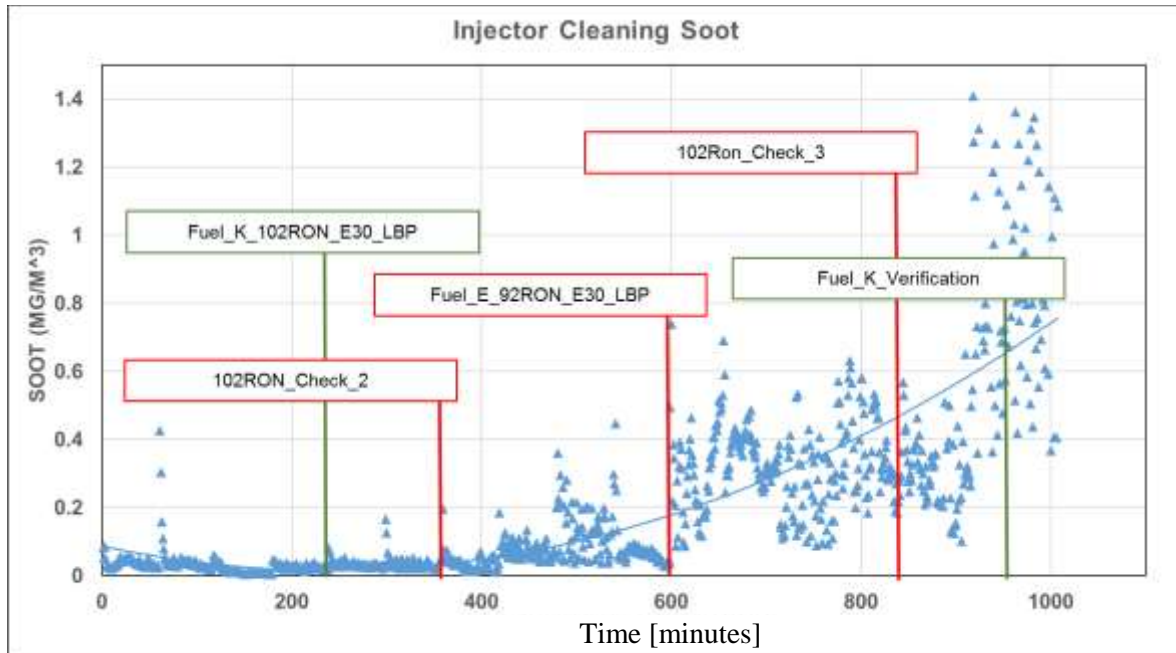 Injector Cleaning Soot
SOOT (MG/M^3)
1.4
1.2
1
0.8
0.6
0.4
0.2
0
102Ron_Check_3
Fuel_K_102RON_E30_LBP
Fuel_K_Verification
Fuel_E_92RON_E30_LBP
102RON_Check_2
0 200 400 600 800 1000
Time [minutes]